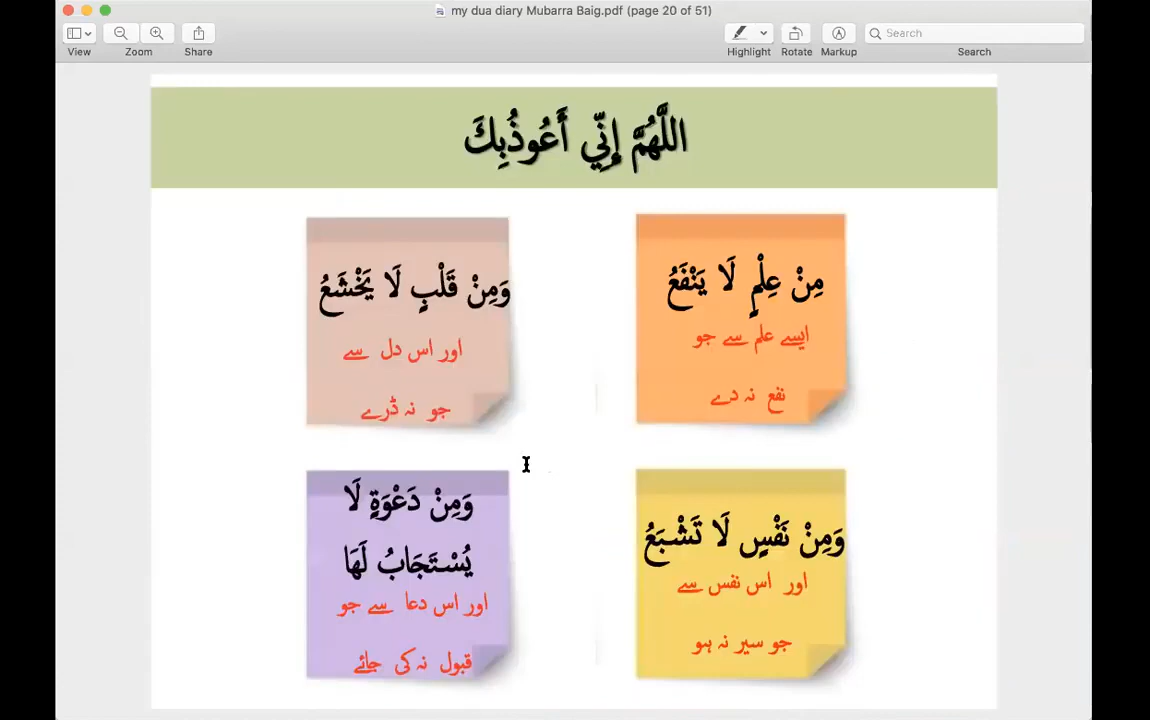 my dua diary Mubarra Baig.pdf (page 20 of 51)
View
Zoom
Share
Highlight
Rotate
Markup
Search
Search
اللَّهُمَّ إِنِّي أَعُوذُبِكَ
مِنْ عِلْمٍ لَا يَنْفَعُ
ایسے علم سے جو
نفع نہ دے
وَمِنْ قَلْبٍ لَا يَخْشَعُ
اور اس دل سے
جو نہ ڈرے
وَمِنْ نَفْسٍ لَا تَشْبَعُ
اور اس نفس سے
جو سیر نہ ہو
وَمِنْ دَعْوَةٍ لَا
يُسْتَجَابُ لَهَا
اور اس دعا سے جو
قبول نہ کی جائے